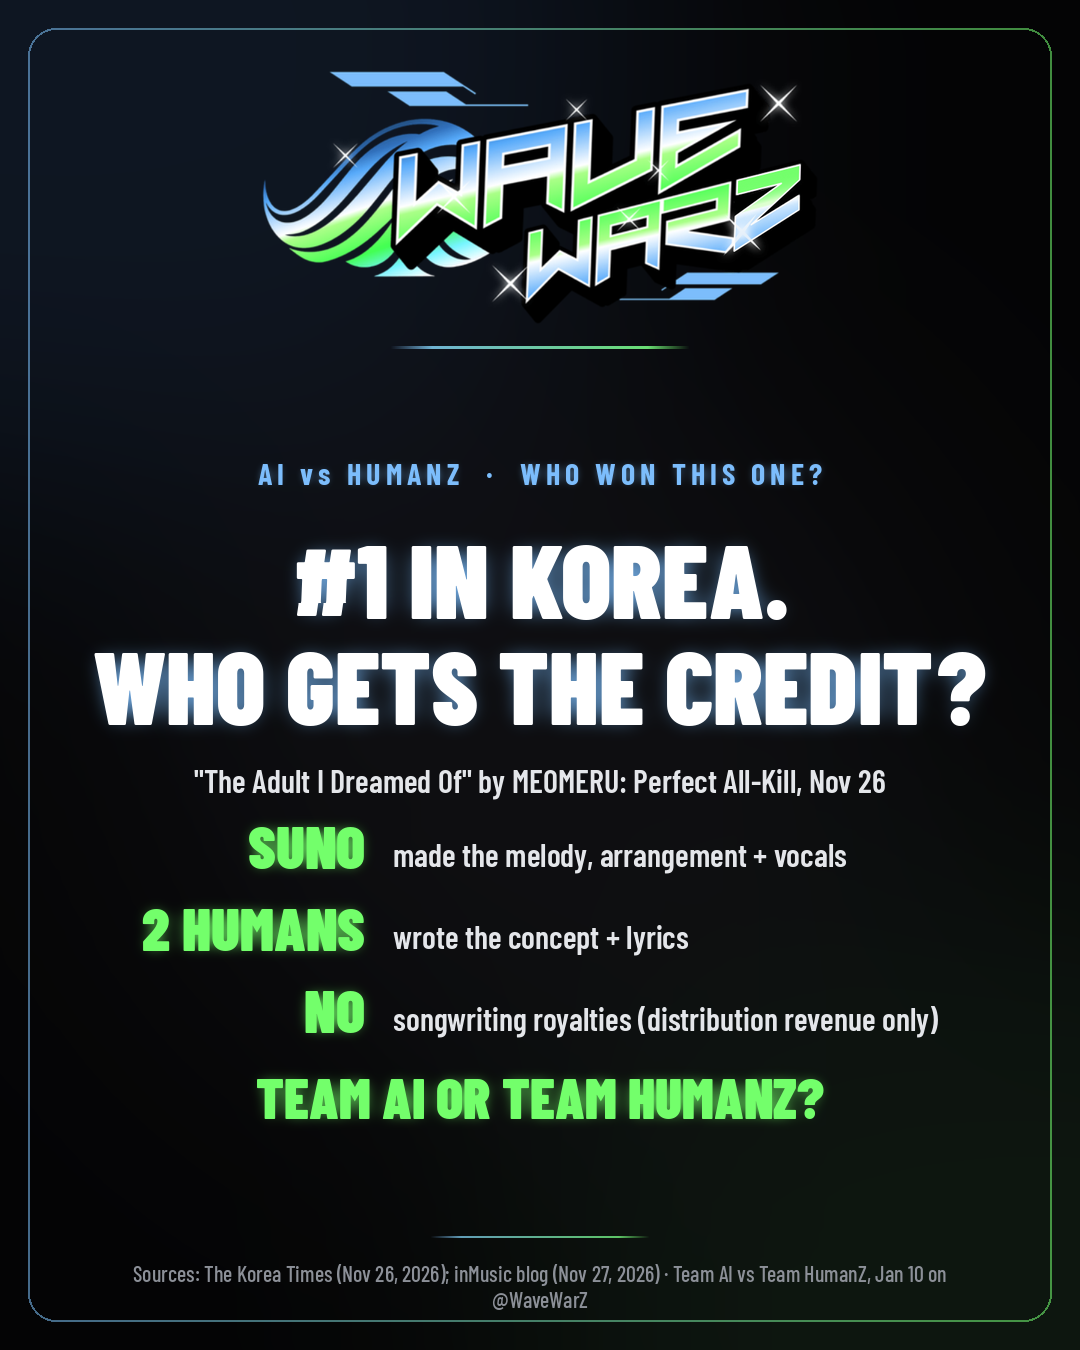 WAVE
WARZ
AI vs HUMANZ · WHO WON THIS ONE?
#1 IN KOREA.
WHO GETS THE CREDIT?
"The Adult I Dreamed Of" by MEOMERU: Perfect All-Kill, Nov 26
SUNO made the melody, arrangement + vocals
2 HUMANS wrote the concept + lyrics
NO songwriting royalties (distribution revenue only)
TEAM AI OR TEAM HUMANZ?
Sources: The Korea Times (Nov 26, 2026); inMusic blog (Nov 27, 2026) · Team AI vs Team HumanZ, Jan 10 on
@WaveWarZ